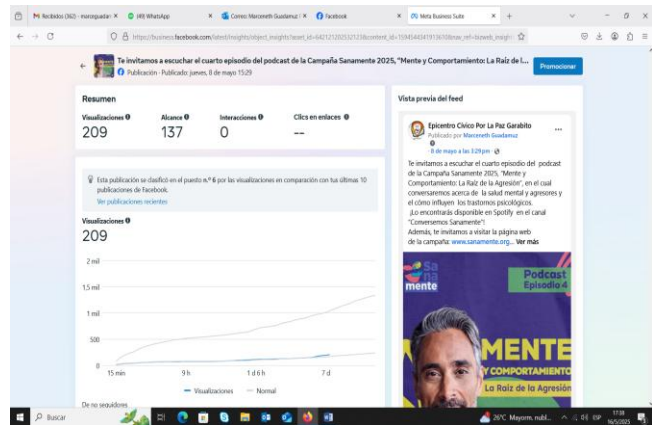 Recibidos (362) - marceguadar
(49) WhatsApp
Correo: Marceneth Guadamuz
Facebook
Meta Business Suite
Te invitamos a escuchar el cuarto episodio del podcast de la Campaña Sanamente 2025, "Mente y Comportamiento: La Raíz de l...
Publicación · Publicado: jueves, 8 de mayo 15:29
Promocionar
Resumen
Visualizaciones
Alcance
Interacciones
Clics en enlaces
209
137
0
--
Esta publicación se clasificó en el puesto n.º 6 por las visualizaciones en comparación con tus últimas 10
publicaciones de Facebook.
Ver publicaciones recientes
Visualizaciones
209
2 mil
1,5 mil
1 mil
500
0
15 min
9 h
1 d 6 h
7 d
Visualizaciones
Normal
De no seguidores
Vista previa del feed
Epicentro Cívico Por La Paz Garabito
Publicado por Marceneth Guadamuz
· 8 de mayo a las 3:29 pm ·
Te invitamos a escuchar el cuarto episodio del podcast
de la Campaña Sanamente 2025, "Mente y
Comportamiento: La Raíz de la Agresión", en el cual
conversaremos acerca de la salud mental y agresores y
el cómo influyen los trastornos psicológicos.
¡Lo encontrarás disponible en Spotify en el canal
"Conversemos Sanamente"!
Además, te invitamos a visitar la página web
de la campaña: www.sanamente.org... Ver más
Sa
na
mente
Podcast
Episodio 4
MENTE
Y COMPORTAMIENTO
La Raíz de la Agresión
Buscar
26°C Mayorm. nubl...
ESP
17:38
16/5/2025